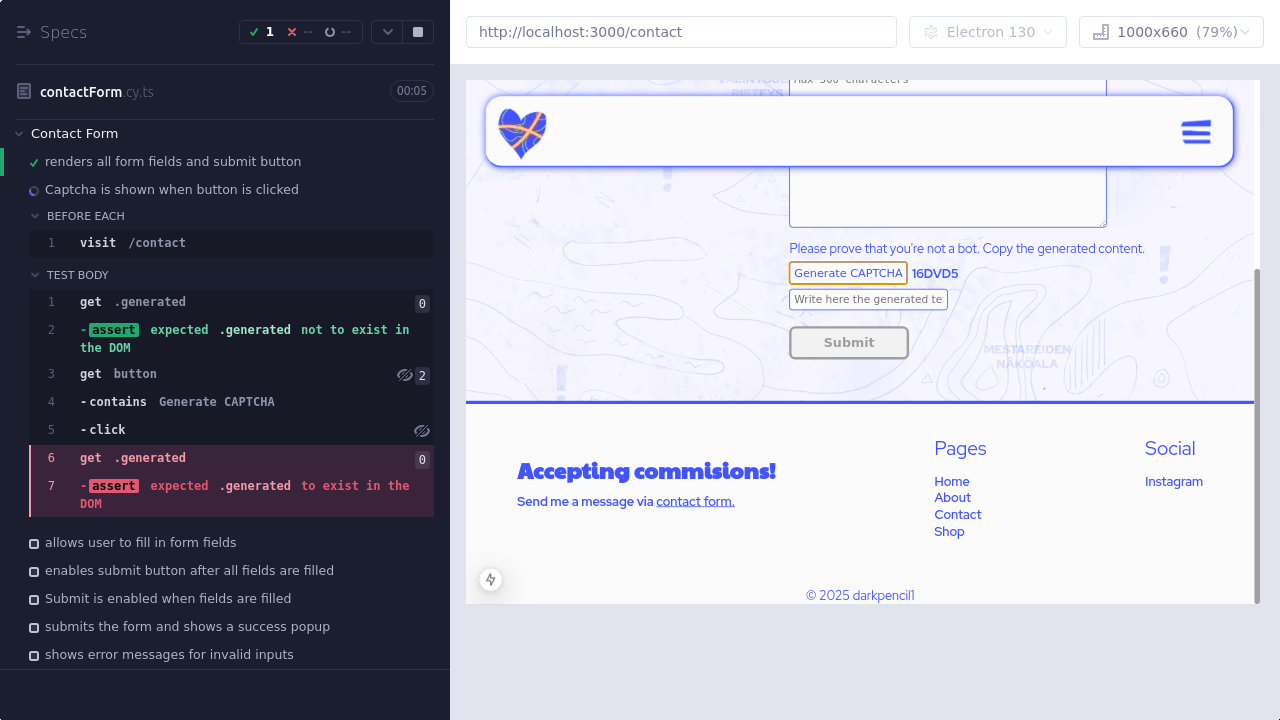 Specs
1
--
--
contactForm.cy.ts
00:05
Contact Form
renders all form fields and submit button
Captcha is shown when button is clicked
BEFORE EACH
1 visit /contact
TEST BODY
1 get .generated 0
2 -assert expected .generated not to exist in
the DOM
3 get button 2
4 -contains Generate CAPTCHA
5 -click
6 get .generated 0
7 -assert expected .generated to exist in the
DOM
allows user to fill in form fields
enables submit button after all fields are filled
Submit is enabled when fields are filled
submits the form and shows a success popup
shows error messages for invalid inputs
http://localhost:3000/contact
Electron 130
1000x660 (79%)
Max 500 characters
RISTEYS
Please prove that you're not a bot. Copy the generated content.
Generate CAPTCHA 16DVD5
Write here the generated te
Submit
MESTAREIDEN
NÄKÖALA
Accepting commisions!
Send me a message via contact form.
Pages
Home
About
Contact
Shop
Social
Instagram
© 2025 darkpencil1